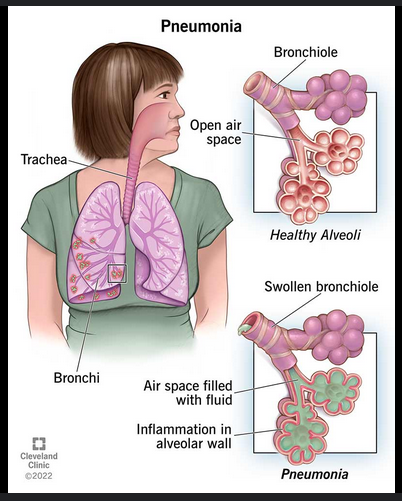 Pneumonia
Bronchiole
Open air
space
Trachea
Healthy Alveoli
Swollen bronchiole
Bronchi
Air space filled
with fluid
Inflammation in
alveolar wall
Pneumonia
Cleveland
Clinic
©2022